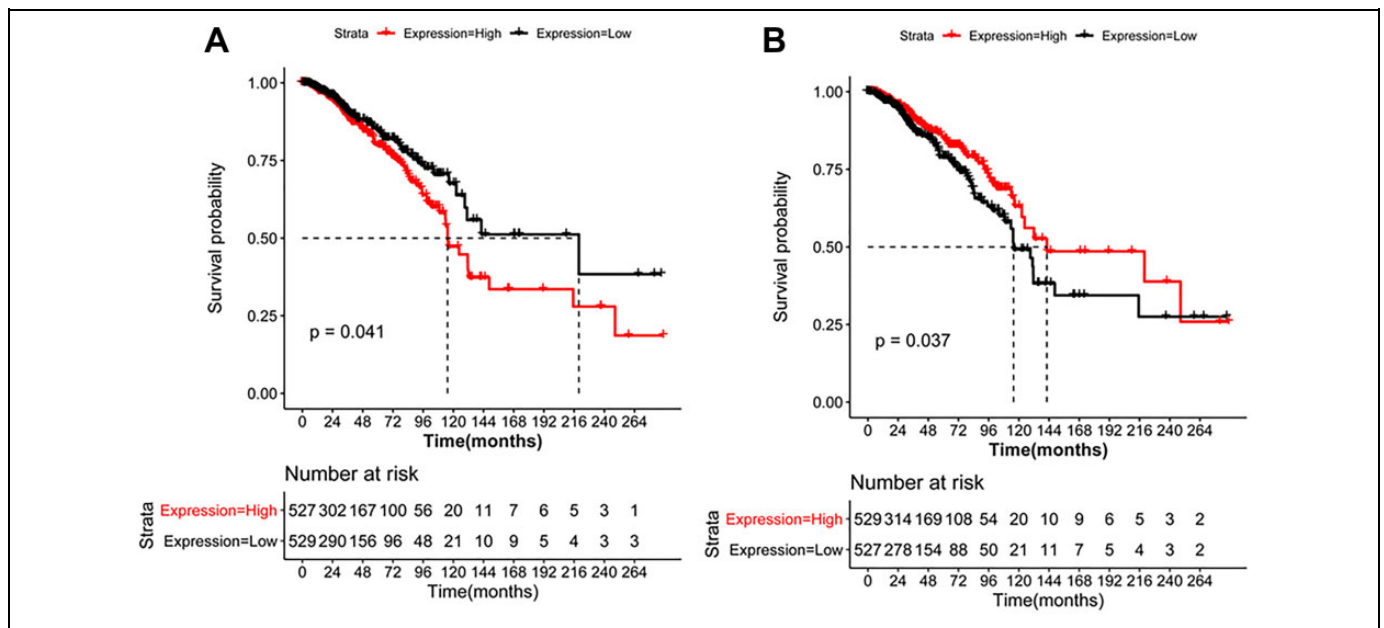 A
Strata Expression=High Expression=Low
1.00
0.75
0.50
0.25
0.00
Survival probability
p = 0.041
0 24 48 72 96 120 144 168 192 216 240 264
Time(months)
Number at risk
Strata
Expression=High 527 302 167 100 56 20 11 7 6 5 3 1
Expression=Low 529 290 156 96 48 21 10 9 5 4 3 3
0 24 48 72 96 120 144 168 192 216 240 264
Time(months)
B
Strata Expression=High Expression=Low
1.00
0.75
0.50
0.25
0.00
Survival probability
p = 0.037
0 24 48 72 96 120 144 168 192 216 240 264
Time(months)
Number at risk
Strata
Expression=High 529 314 169 108 54 20 10 9 6 5 3 2
Expression=Low 527 278 154 88 50 21 11 7 5 4 3 2
0 24 48 72 96 120 144 168 192 216 240 264
Time(months)